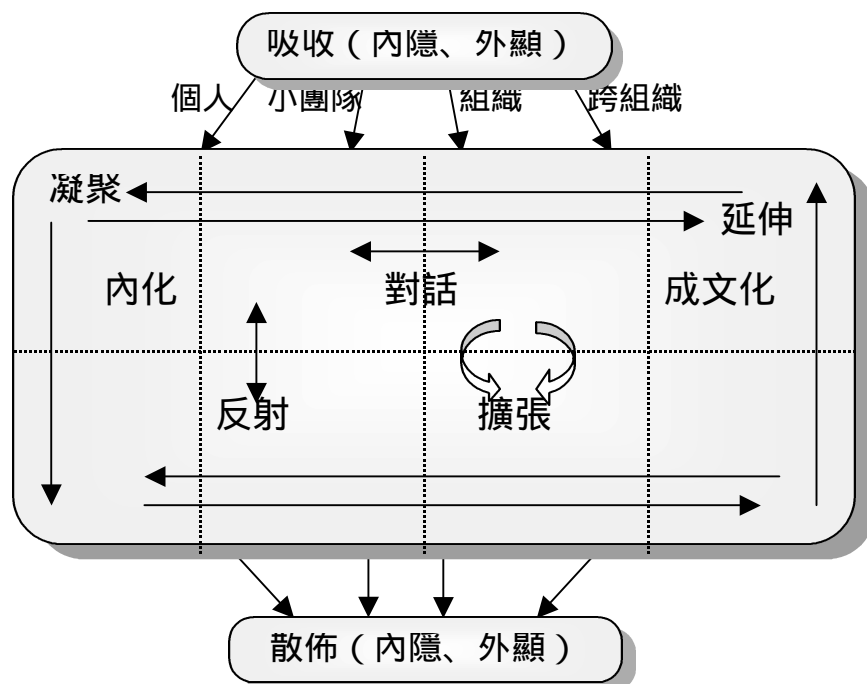 吸收（內隱、外顯）
個人 小團隊 組織 跨組織
凝聚
延伸
內化 對話 成文化
反射 擴張
散佈（內隱、外顯）